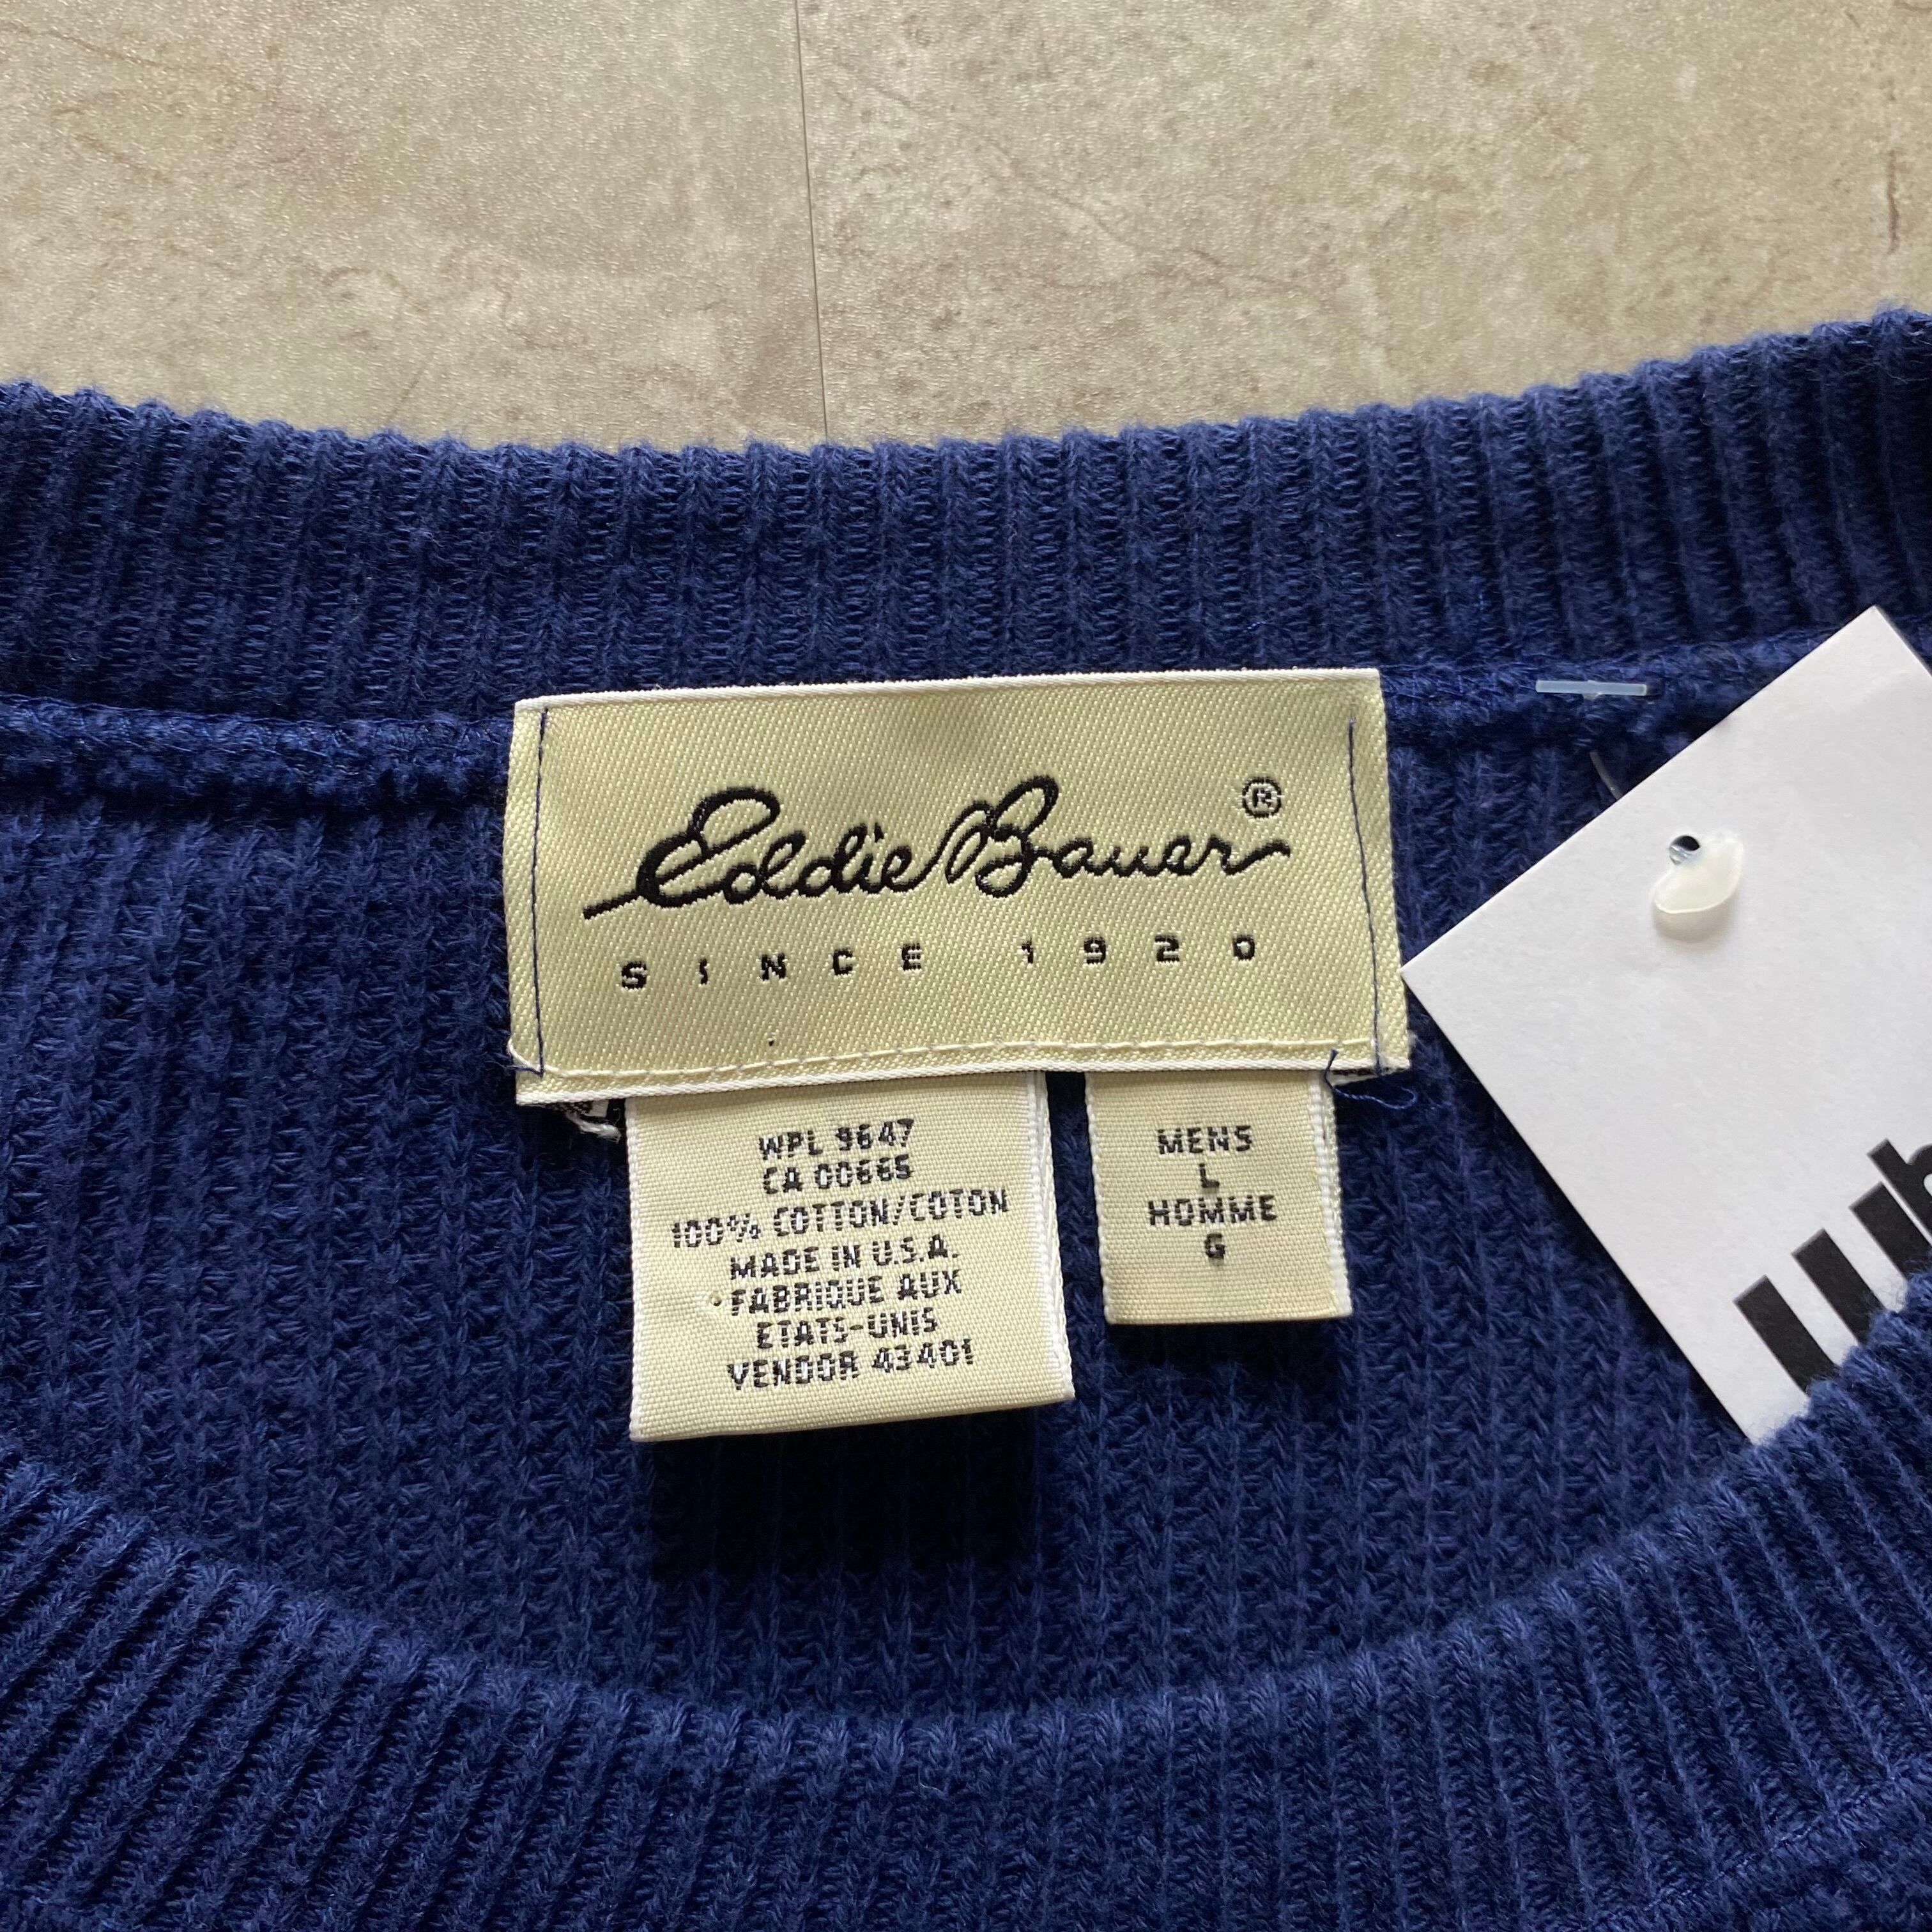 Eddie Bauer®
SINCE 1920
WPL 9647
CA 00665
100% COTTON/COTON
MADE IN U.S.A.
FABRIQUE AUX
ETATS-UNIS
VENDOR 43401
MENS
L
HOMME
G